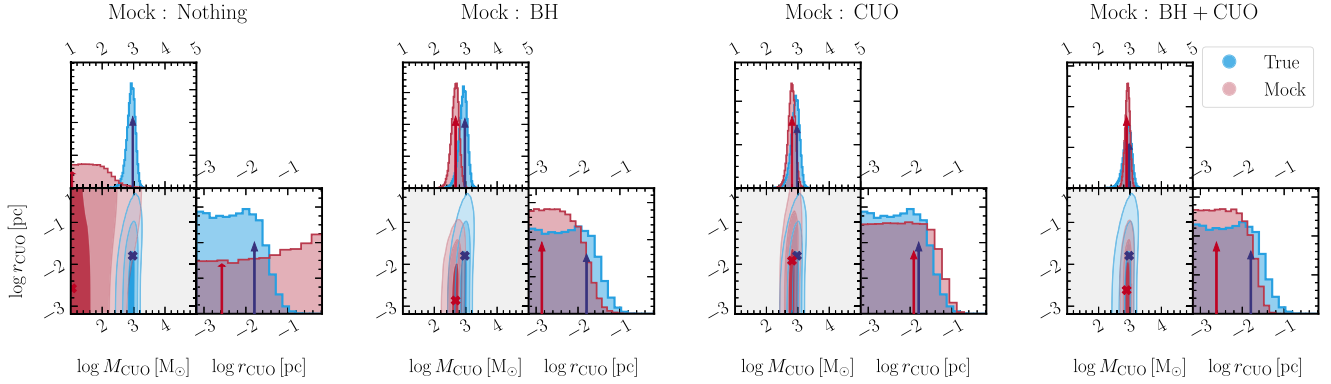 Mock : Nothing
Mock : BH
Mock : CUO
Mock : BH + CUO
1 2 3 4 5
1 2 3 4 5
1 2 3 4 5
1 2 3 4 5
True
Mock
−3 −2 −1
−3 −2 −1
−3 −2 −1
−3 −2 −1
log r_CUO [pc]
−1
−2
−3
−1
−2
−3
−1
−2
−3
−1
−2
−3
2 3 4
−3 −2 −1
2 3 4
−3 −2 −1
2 3 4
−3 −2 −1
2 3 4
−3 −2 −1
log M_CUO [M_⊙]
log r_CUO [pc]
log M_CUO [M_⊙]
log r_CUO [pc]
log M_CUO [M_⊙]
log r_CUO [pc]
log M_CUO [M_⊙]
log r_CUO [pc]